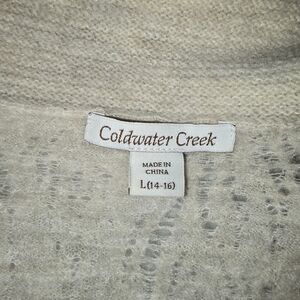 Coldwater Creek
MADE IN
CHINA
L(14-16)